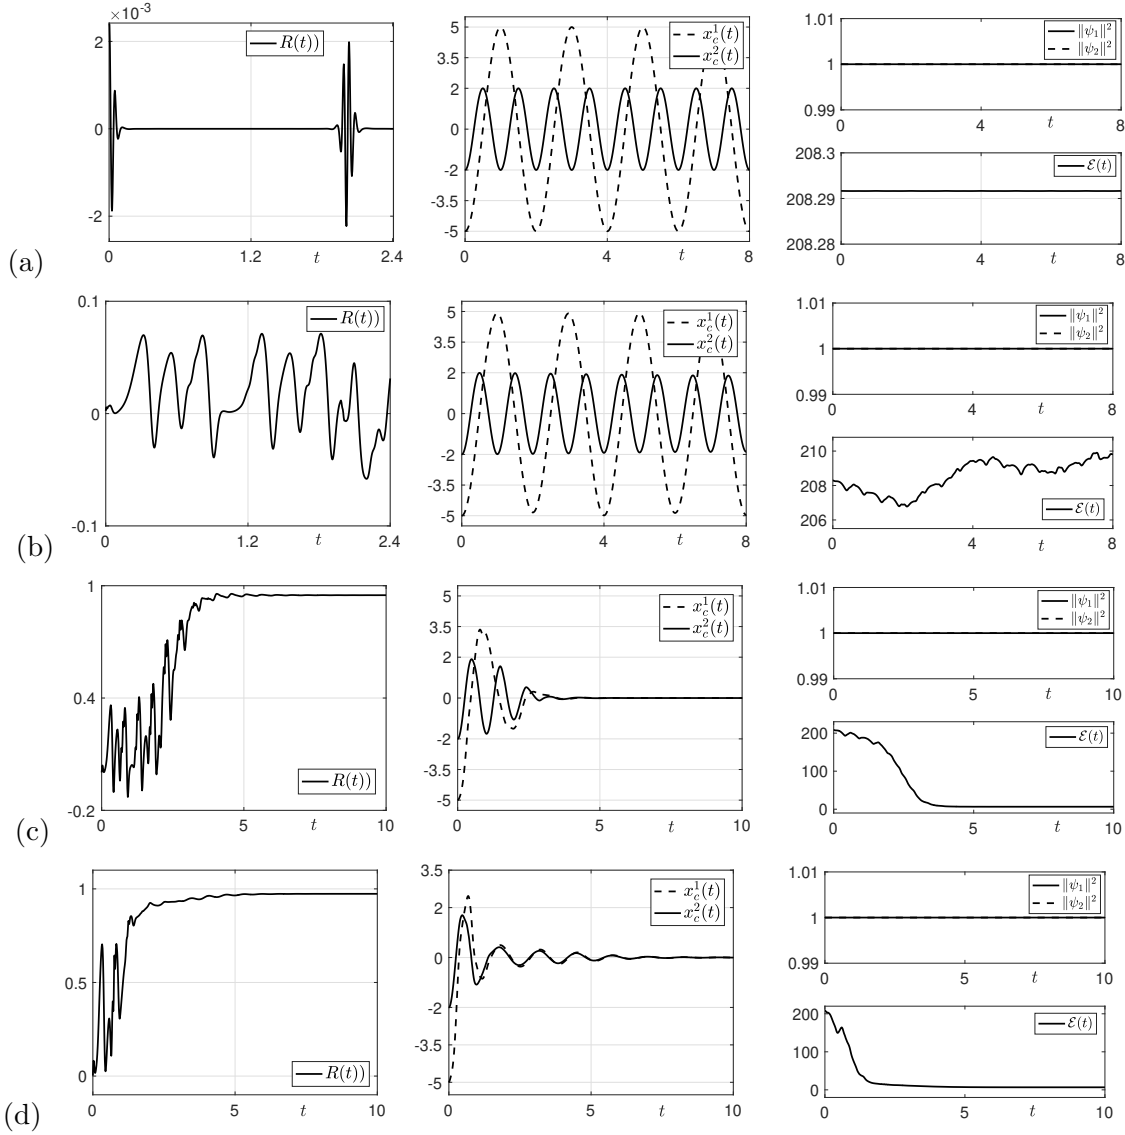 ×10⁻³
2
0
-2
0
1.2
t
2.4
R(t))
5
3.5
2
0
-2
-3.5
-5
0
4
t
8
x_c^1(t)
x_c^2(t)
1.01
1
0.99
0
4
t
8
‖ψ₁‖²
‖ψ₂‖²
208.3
208.29
208.28
0
4
t
8
ℰ(t)
(a)
0.1
0
-0.1
0
1.2
t
2.4
R(t))
5
3.5
2
0
-2
-3.5
-5
0
4
t
8
x_c^1(t)
x_c^2(t)
1.01
1
0.99
0
4
t
8
‖ψ₁‖²
‖ψ₂‖²
210
208
206
0
4
t
8
ℰ(t)
(b)
1
0.4
-0.2
0
5
t
10
R(t))
5
3.5
2
0
-2
-3.5
-5
0
5
t
10
x_c^1(t)
x_c^2(t)
1.01
1
0.99
0
5
t
10
‖ψ₁‖²
‖ψ₂‖²
200
100
0
0
5
t
10
ℰ(t)
(c)
1
0.5
0
0
5
t
10
R(t))
3.5
2
0
-2
-3.5
-5
0
5
t
10
x_c^1(t)
x_c^2(t)
1.01
1
0.99
0
5
t
10
‖ψ₁‖²
‖ψ₂‖²
200
100
0
0
5
t
10
ℰ(t)
(d)